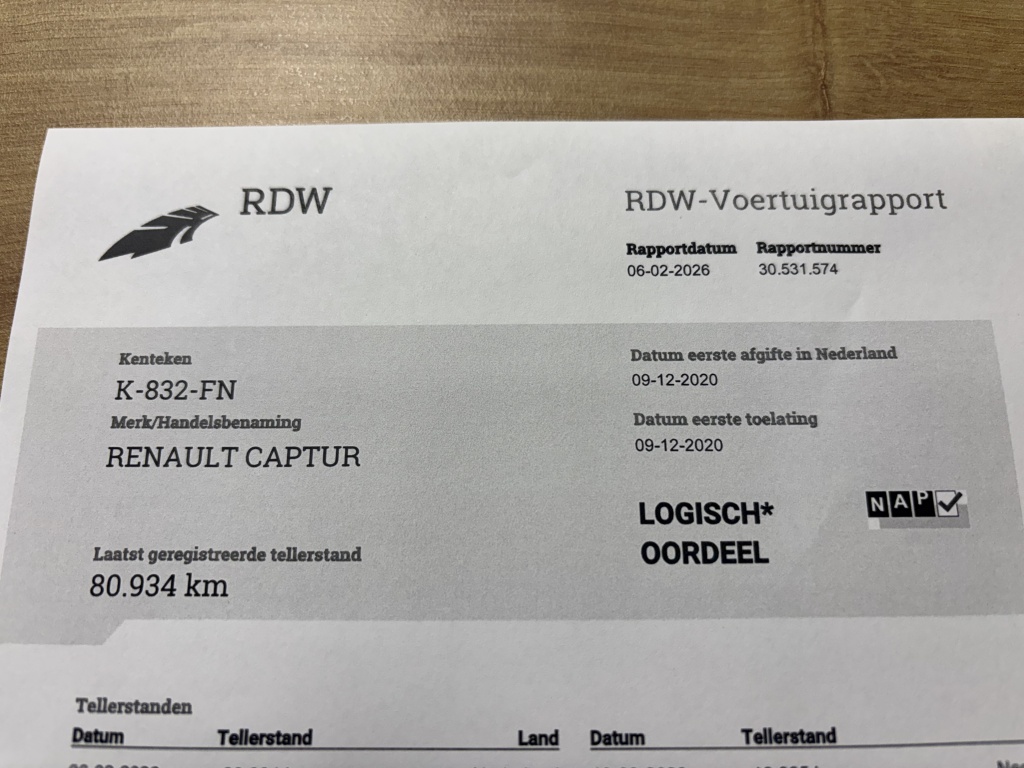 RDW
RDW-Voertuigrapport
Rapportdatum Rapportnummer
06-02-2026 30.531.574
Kenteken
K-832-FN
Merk/Handelsbenaming
RENAULT CAPTUR
Laatst geregistreerde tellerstand
80.934 km
Datum eerste afgifte in Nederland
09-12-2020
Datum eerste toelating
09-12-2020
LOGISCH*
OORDEEL
NAP
Tellerstanden
Datum Tellerstand Land Datum Tellerstand